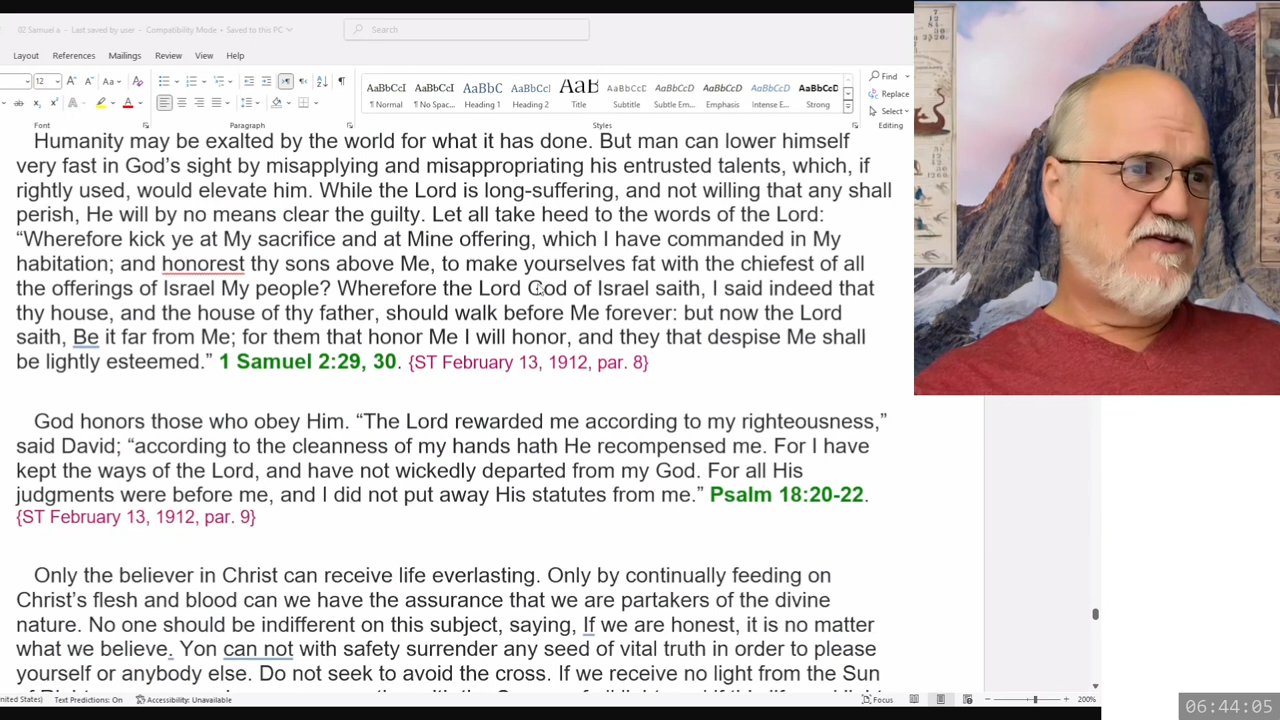 02 Samuel a - Last saved by user - Compatibility Mode - Saved to this PC
Search
Layout References Mailings Review View Help
12 Aa
AaBbCcI AaBbCcI AaBbC AaBbCcI AaB AaBbCcD AaBbCcD AaBbCcD AaBbCcD AaBbCcD
¶ Normal ¶ No Spac... Heading 1 Heading 2 Title Subtitle Subtle Em... Emphasis Intense E... Strong
Find
Replace
Select
Font Paragraph Styles Editing
Humanity may be exalted by the world for what it has done. But man can lower himself
very fast in God's sight by misapplying and misappropriating his entrusted talents, which, if
rightly used, would elevate him. While the Lord is long-suffering, and not willing that any shall
perish, He will by no means clear the guilty. Let all take heed to the words of the Lord:
“Wherefore kick ye at My sacrifice and at Mine offering, which I have commanded in My
habitation; and honorest thy sons above Me, to make yourselves fat with the chiefest of all
the offerings of Israel My people? Wherefore the Lord God of Israel saith, I said indeed that
thy house, and the house of thy father, should walk before Me forever: but now the Lord
saith, Be it far from Me; for them that honor Me I will honor, and they that despise Me shall
be lightly esteemed.” 1 Samuel 2:29, 30. {ST February 13, 1912, par. 8}
God honors those who obey Him. “The Lord rewarded me according to my righteousness,”
said David; “according to the cleanness of my hands hath He recompensed me. For I have
kept the ways of the Lord, and have not wickedly departed from my God. For all His
judgments were before me, and I did not put away His statutes from me.” Psalm 18:20-22.
{ST February 13, 1912, par. 9}
Only the believer in Christ can receive life everlasting. Only by continually feeding on
Christ's flesh and blood can we have the assurance that we are partakers of the divine
nature. No one should be indifferent on this subject, saying, If we are honest, it is no matter
what we believe. Yon can not with safety surrender any seed of vital truth in order to please
yourself or anybody else. Do not seek to avoid the cross. If we receive no light from the Sun
United States) Text Predictions: On Accessibility: Unavailable Focus 200%
06:44:05